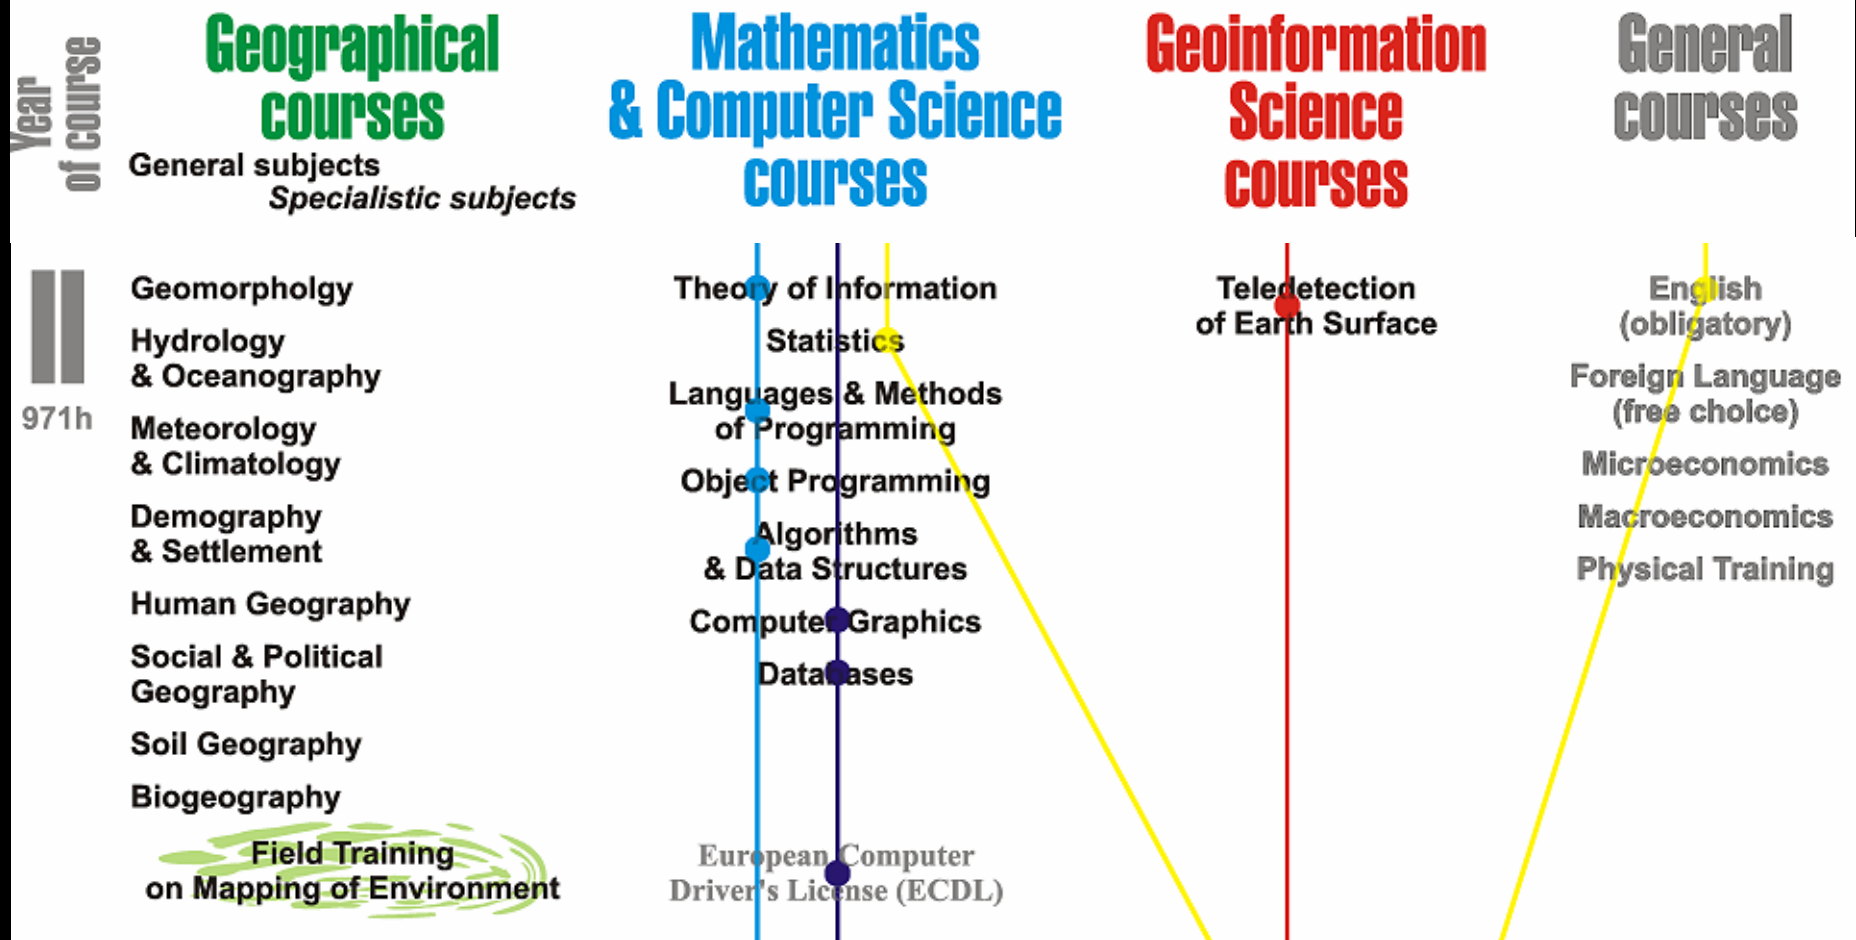 Year
of course
Geographical
courses
General subjects
Specialistic subjects
Mathematics
& Computer Science
courses
Geoinformation
Science
courses
General
courses
II
971h
Geomorpholgy
Hydrology
& Oceanography
Meteorology
& Climatology
Demography
& Settlement
Human Geography
Social & Political
Geography
Soil Geography
Biogeography
Field Training
on Mapping of Environment
Theory of Information
Statistics
Languages & Methods
of Programming
Object Programming
Algorithms
& Data Structures
Computer Graphics
Databases
European Computer
Driver's License (ECDL)
Teledetection
of Earth Surface
English
(obligatory)
Foreign Language
(free choice)
Microeconomics
Macroeconomics
Physical Training